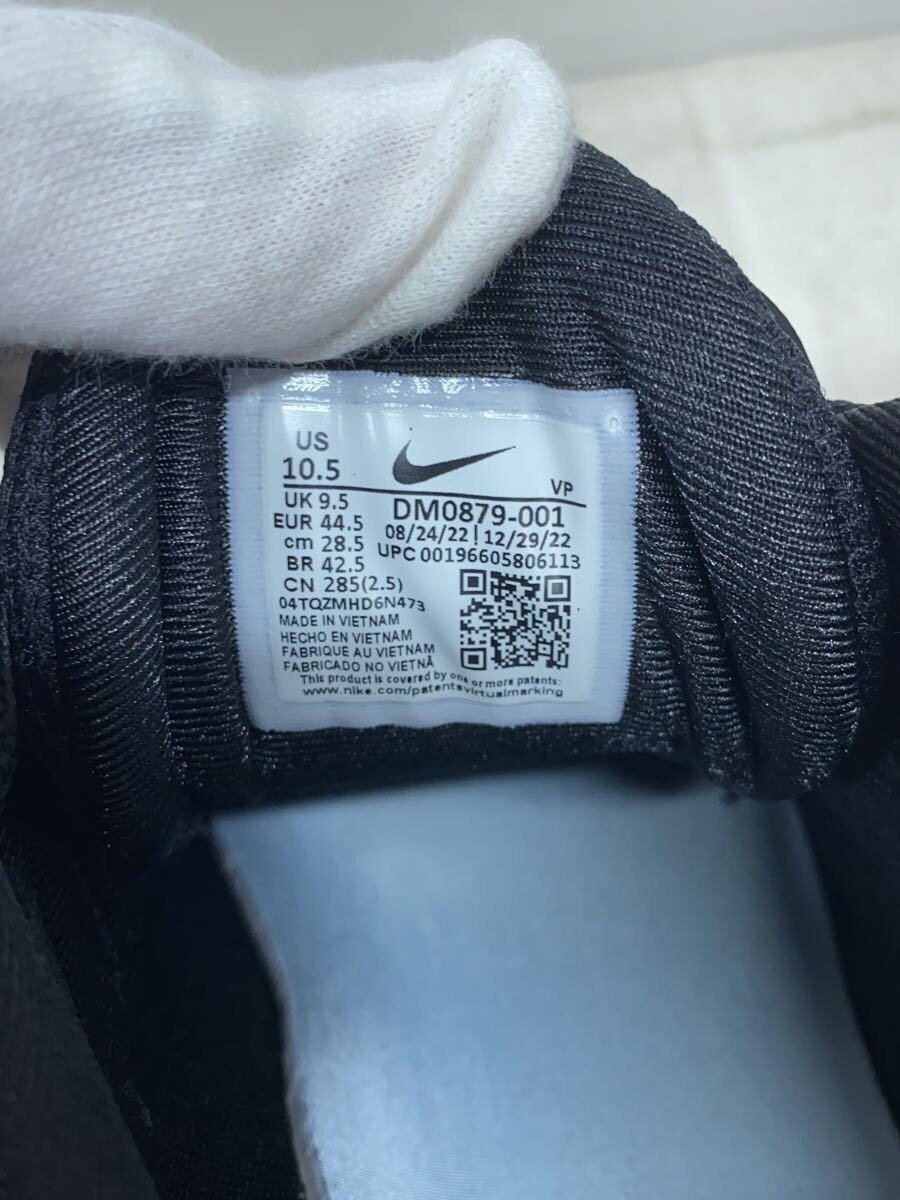 US
10.5
VP
UK 9.5
EUR 44.5
cm 28.5
BR 42.5
CN 285(2.5)
DM0879-001
08/24/22 | 12/29/22
UPC 00196605806113
04TQZMHD6N473
MADE IN VIETNAM
HECHO EN VIETNAM
FABRIQUE AU VIETNAM
FABRICADO NO VIETNÃ
This product is covered by one or more patents:
www.nike.com/patentsvirtualmarking